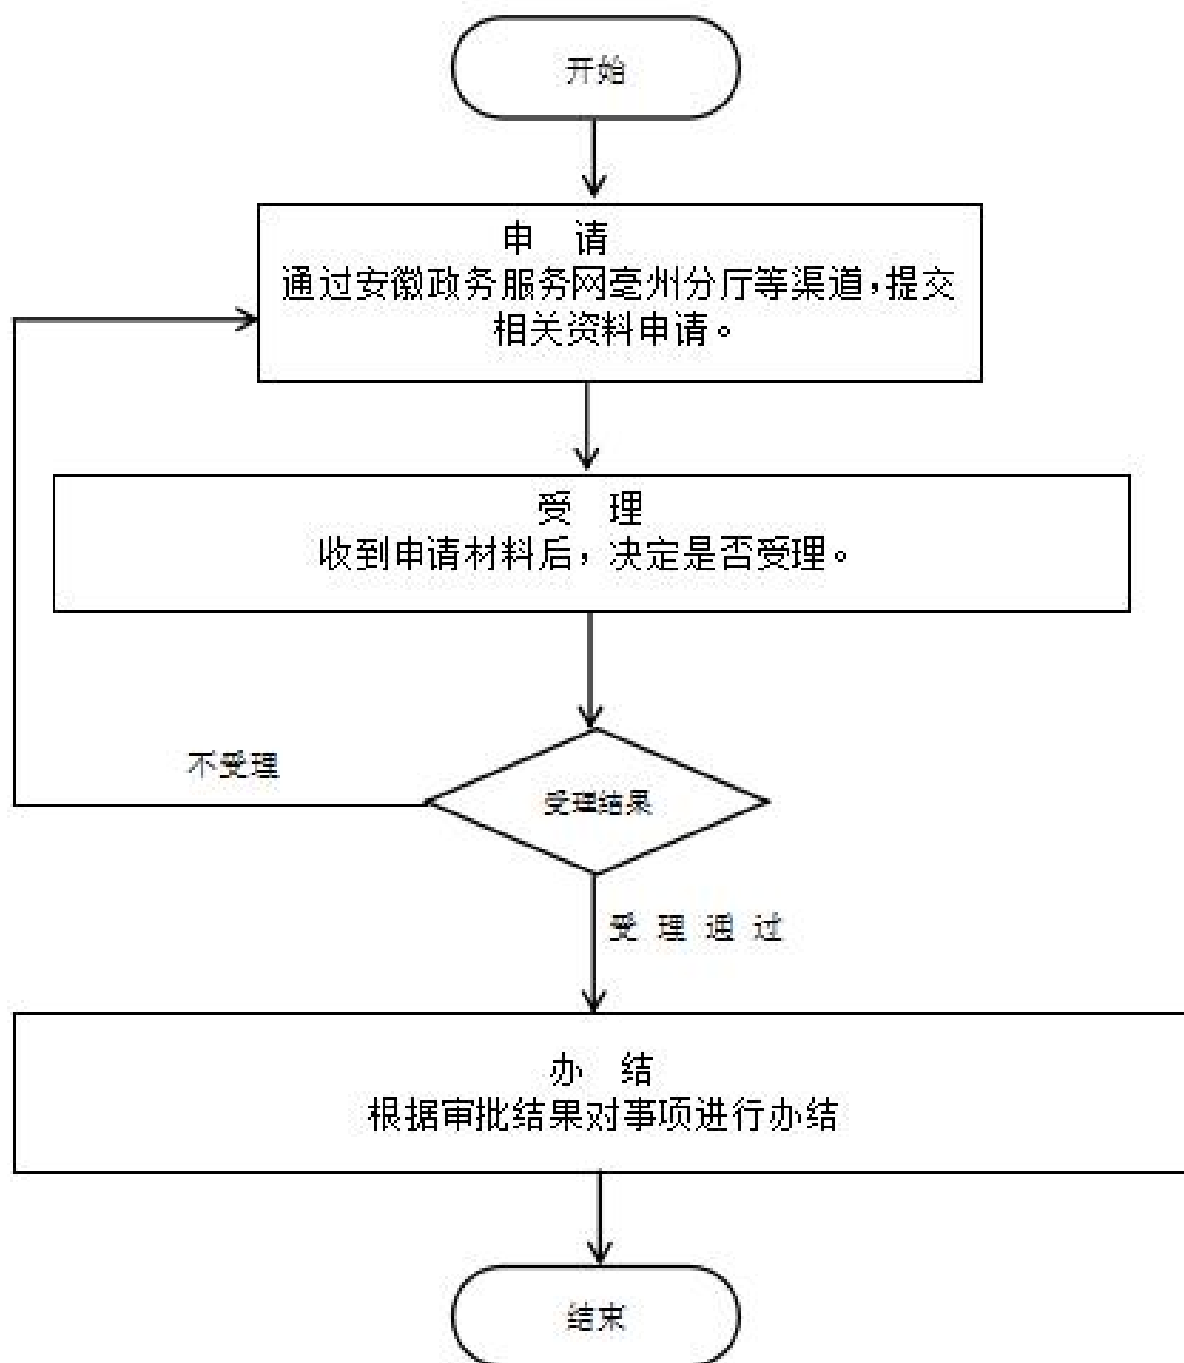 开始
申 请
通过安徽政务服务网亳州分厅等渠道,提交
相关资料申请。
受 理
收到申请材料后,决定是否受理。
不受理
受理结果
受 理 通 过
办 结
根据审批结果对事项进行办结
结束